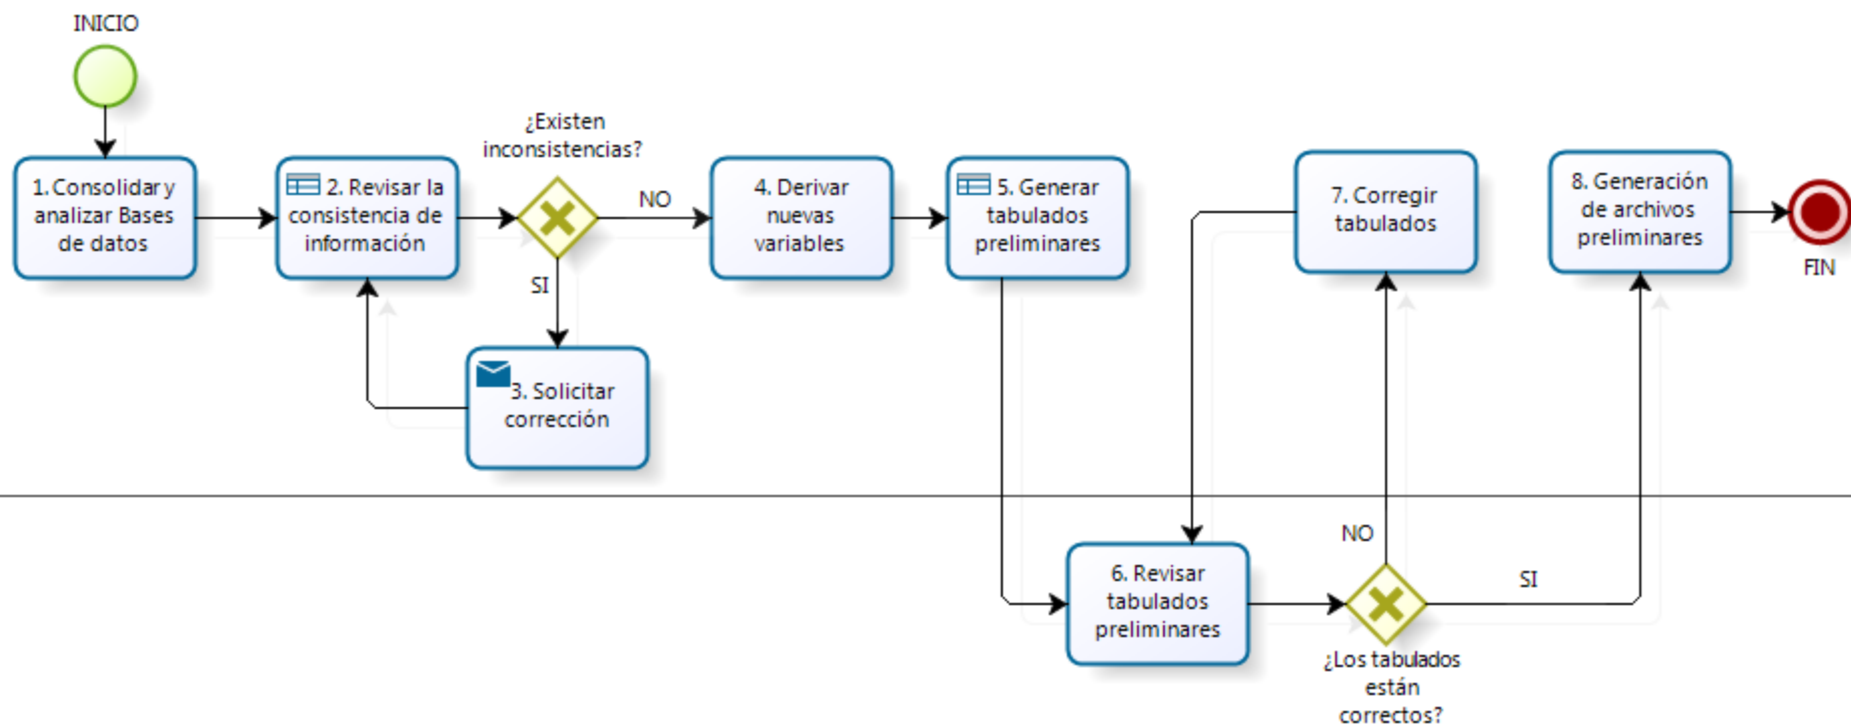 INICIO
1. Consolidar y
analizar Bases
de datos
2. Revisar la
consistencia de
información
¿Existen
inconsistencias?
NO
SI
3. Solicitar
corrección
4. Derivar
nuevas
variables
5. Generar
tabulados
preliminares
6. Revisar
tabulados
preliminares
¿Los tabulados
están
correctos?
NO
SI
7. Corregir
tabulados
8. Generación
de archivos
preliminares
FIN